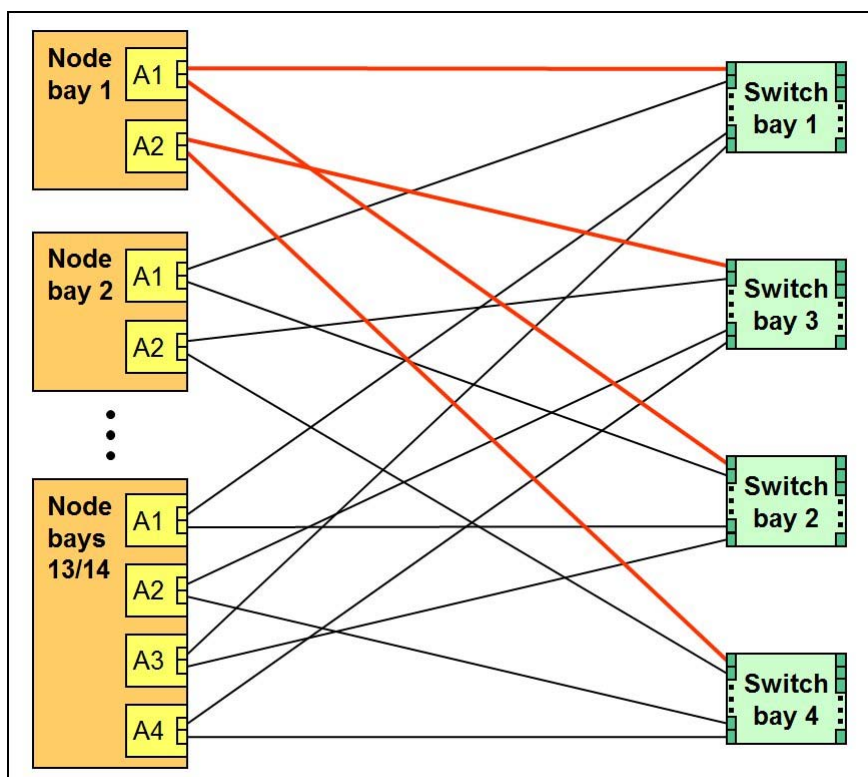 Node
bay 1
A1
A2
Node
bay 2
A1
A2
Node
bays
13/14
A1
A2
A3
A4
Switch
bay 1
Switch
bay 3
Switch
bay 2
Switch
bay 4